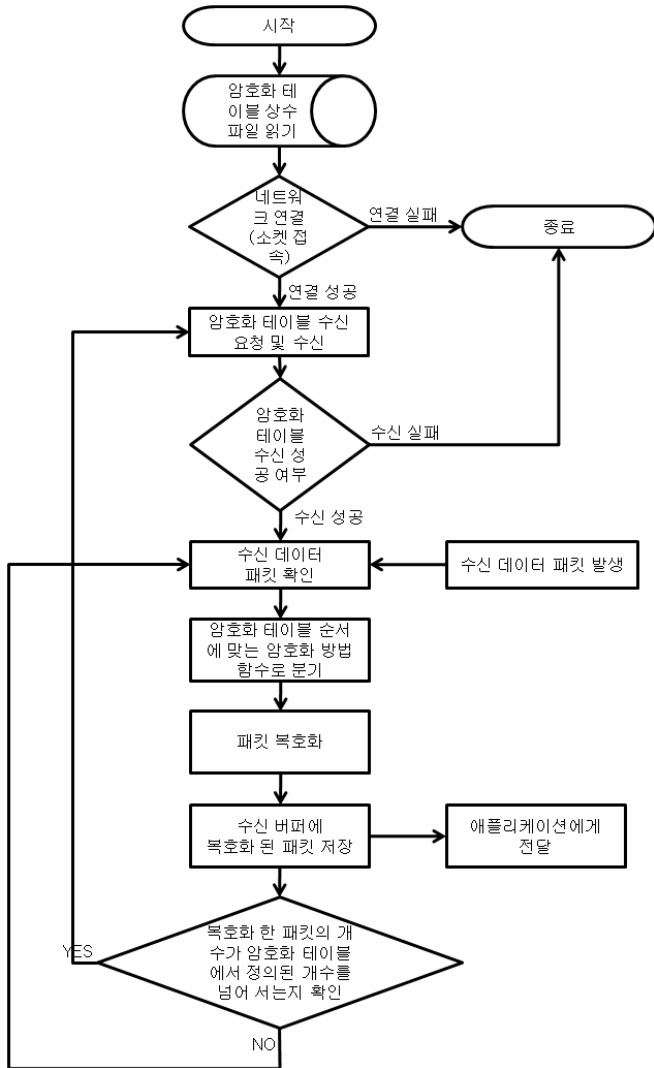 시작
암호화 테
이블 상수
파일 읽기
네트워
크 연결
(소켓 접
속)
연결 실패
종료
연결 성공
암호화 테이블 수신
요청 및 수신
암호화
테이블
수신 성
공 여부
수신 실패
수신 성공
수신 데이터
패킷 확인
수신 데이터 패킷 발생
암호화 테이블 순서
에 맞는 암호화 방법
함수로 분기
패킷 복호화
수신 버퍼에
복호화 된 패킷 저장
애플리케이션에게
전달
복호화 한 패킷의 개
수가 암호화 테이블
에서 정의된 개수를
넘어 서는지 확인
YES
NO